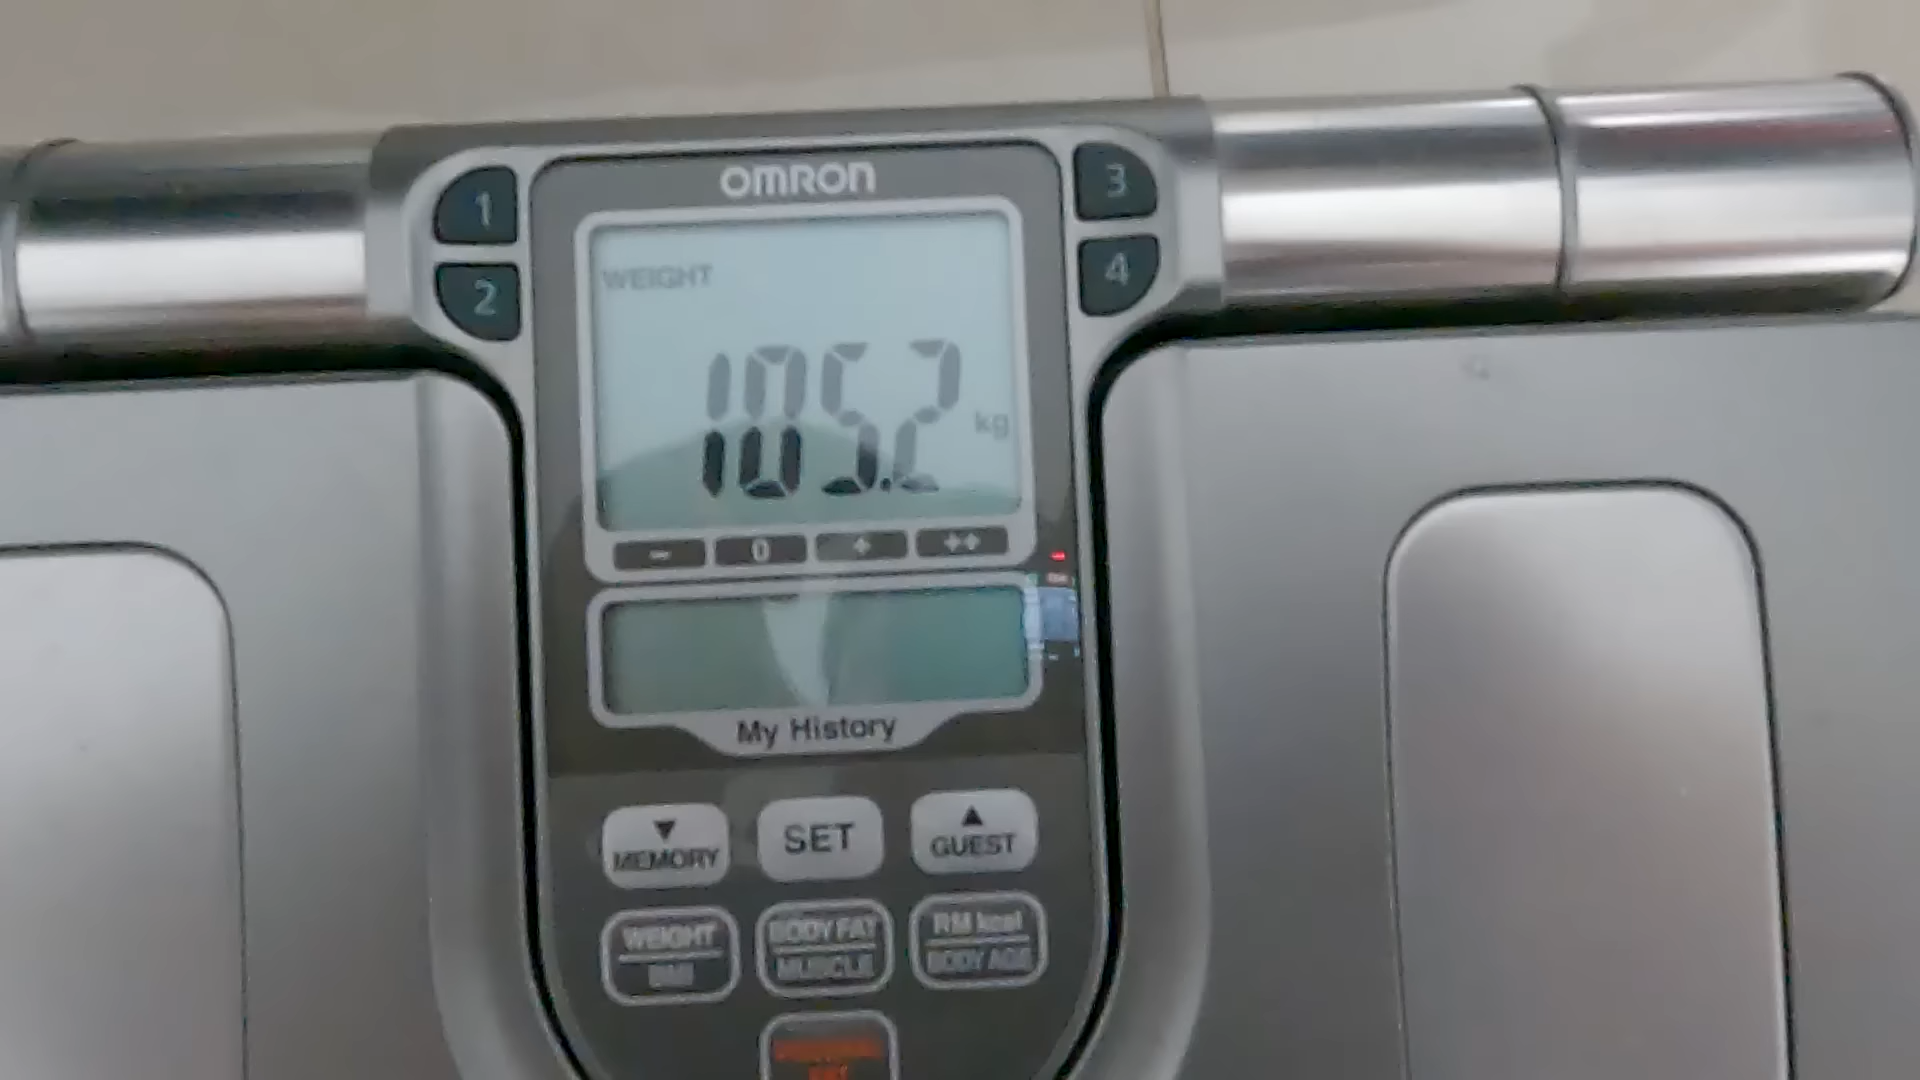 OMRON
1
3
2
4
WEIGHT
105.2 kg
- 0 + ++
My History
▼ ▲
MEMORY SET GUEST
WEIGHT BODY FAT RM kcal
BMI MUSCLE BODY AGE